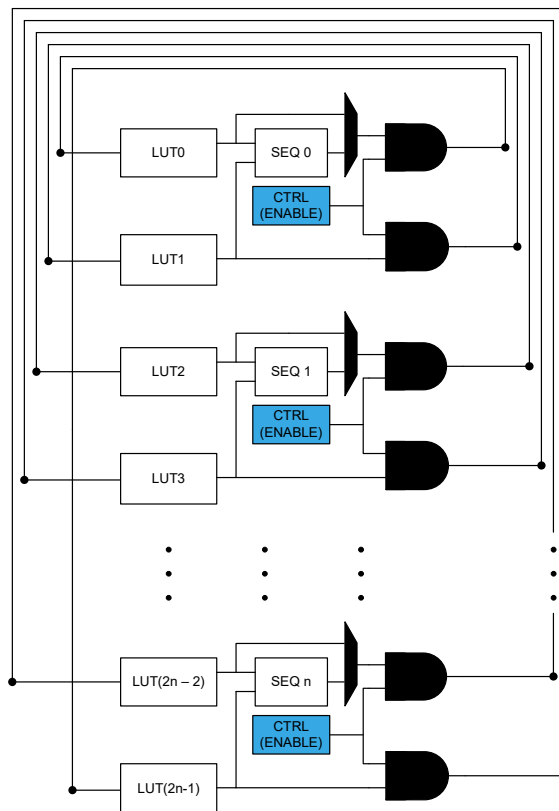 LUT0
SEQ 0
CTRL
(ENABLE)
LUT1
LUT2
SEQ 1
CTRL
(ENABLE)
LUT3
LUT(2n – 2)
SEQ n
CTRL
(ENABLE)
LUT(2n-1)